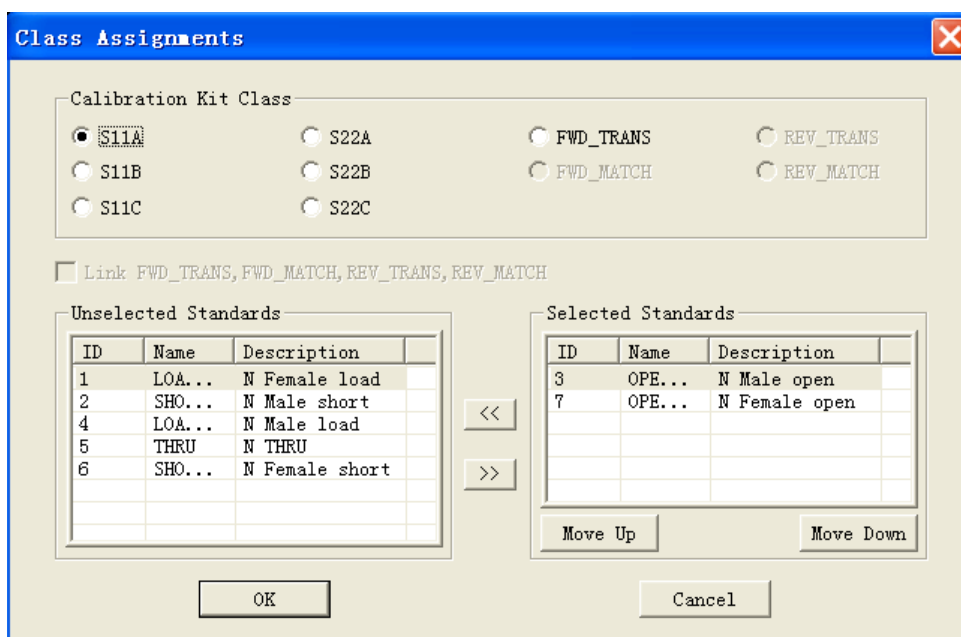 Class Assignments
Calibration Kit Class
S11A S22A FWD_TRANS REV_TRANS
S11B S22B FWD_MATCH REV_MATCH
S11C S22C
Link FWD_TRANS,FWD_MATCH,REV_TRANS,REV_MATCH
Unselected Standards
ID Name Description
1 LOA... N Female load
2 SHO... N Male short
4 LOA... N Male load
5 THRU N THRU
6 SHO... N Female short
<<
>>
Selected Standards
ID Name Description
3 OPE... N Male open
7 OPE... N Female open
Move Up Move Down
OK Cancel